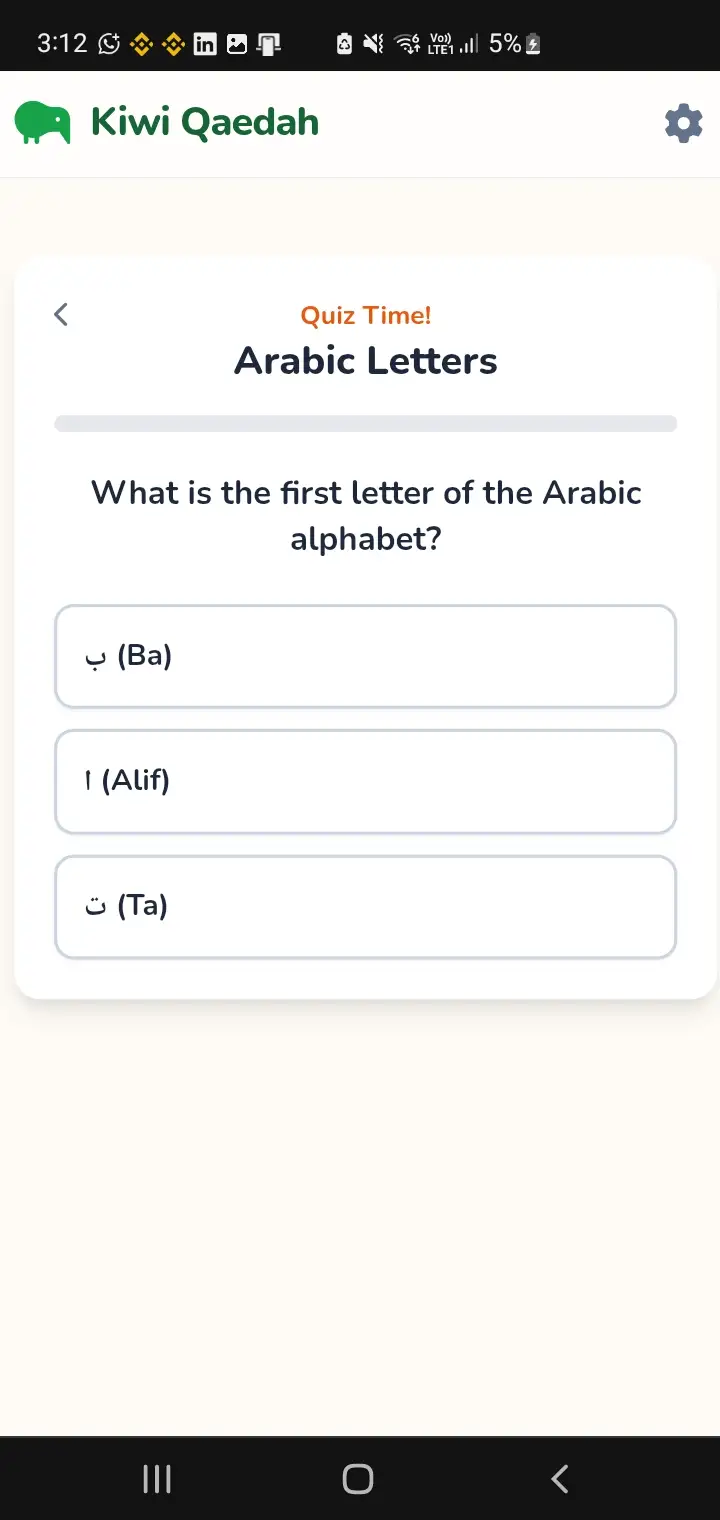 3:12 in Vo)) LTE1 5%
Kiwi Qaedah
Quiz Time!
Arabic Letters
What is the first letter of the Arabic
alphabet?
ب (Ba)
ا (Alif)
ت (Ta)